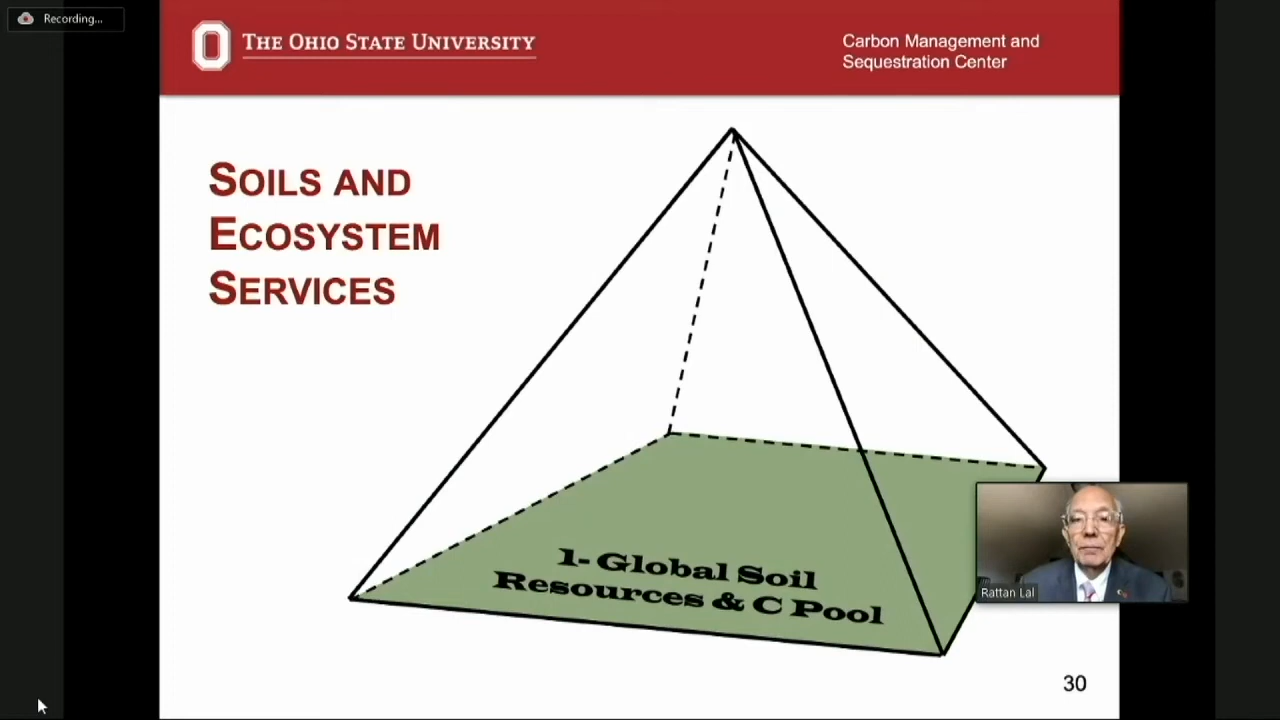 Recording...
THE OHIO STATE UNIVERSITY
Carbon Management and
Sequestration Center
SOILS AND
ECOSYSTEM
SERVICES
1- Global Soil
Resources & C Pool
Rattan Lal
30